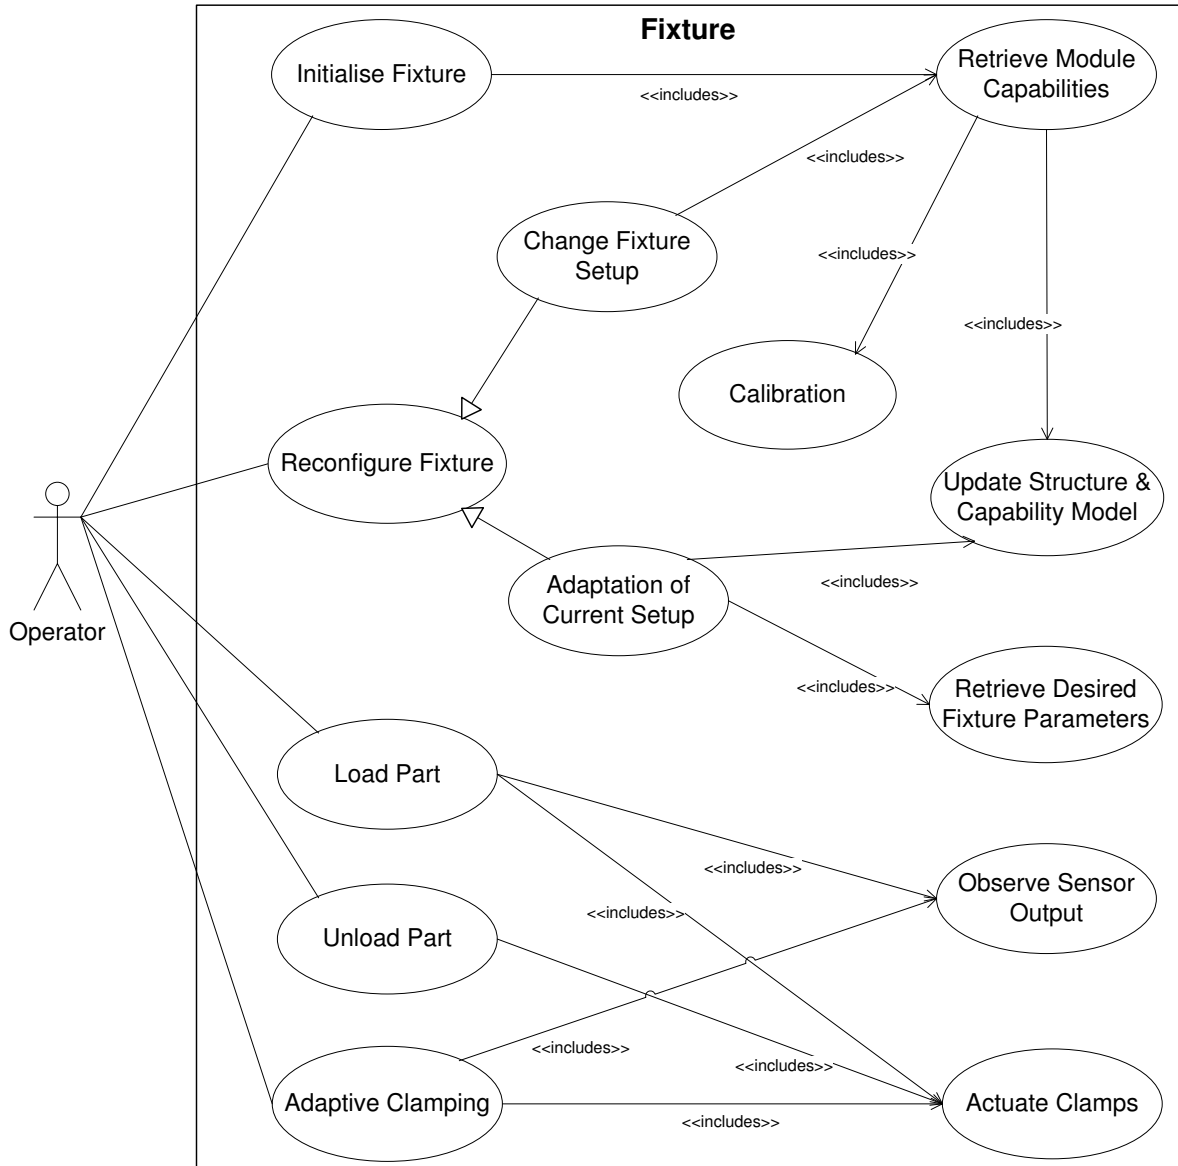 Fixture
Initialise Fixture
Retrieve Module
Capabilities
<<includes>>
<<includes>>
Change Fixture
Setup
<<includes>>
<<includes>>
Calibration
Reconfigure Fixture
Update Structure &
Capability Model
Adaptation of
Current Setup
<<includes>>
Operator
<<includes>>
Retrieve Desired
Fixture Parameters
Load Part
<<includes>>
Observe Sensor
Output
<<includes>>
Unload Part
<<includes>>
<<includes>>
Adaptive Clamping
<<includes>>
Actuate Clamps